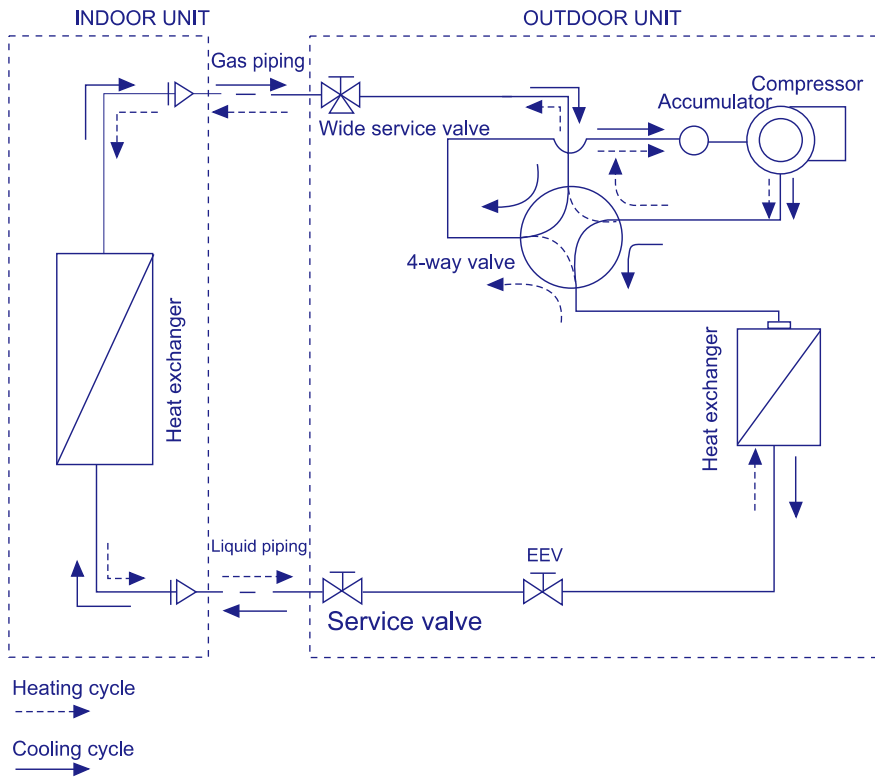 INDOOR UNIT
OUTDOOR UNIT
Gas piping
Compressor
Accumulator
Wide service valve
4-way valve
Heat exchanger
Heat exchanger
Liquid piping
EEV
Service valve
Heating cycle
Cooling cycle